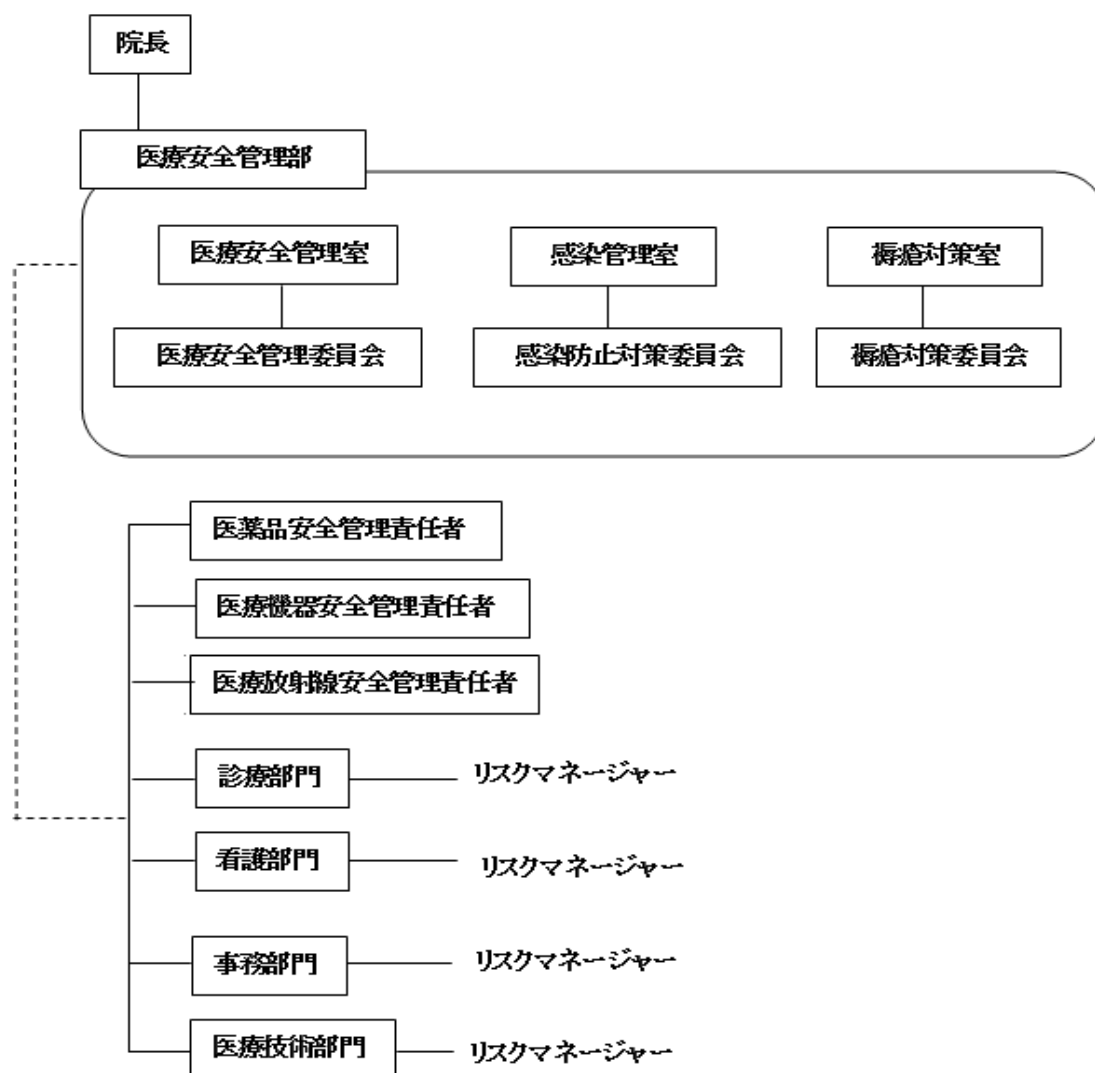 院長
医療安全管理部
医療安全管理室
感染管理室
褥瘡対策室
医療安全管理委員会
感染防止対策委員会
褥瘡対策委員会
医薬品安全管理責任者
医療機器安全管理責任者
医療放射線安全管理責任者
診療部門
リスクマネージャー
看護部門
リスクマネージャー
事務部門
リスクマネージャー
医療技術部門
リスクマネージャー